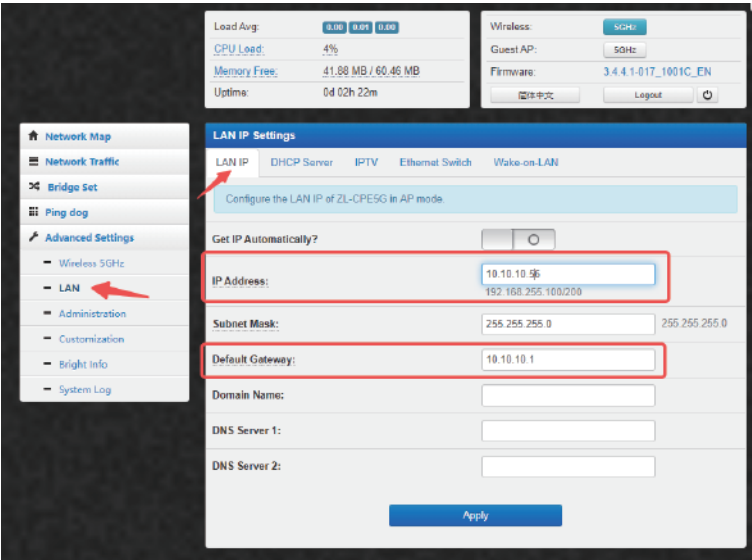 Load Avg: 0.00 0.01 0.00
CPU Load: 4%
Memory Free: 41.88 MB / 60.46 MB
Uptime: 0d 02h 22m
Wireless: 5GHz
Guest AP: 5GHz
Firmware: 3.4.4.1-017_1001C_EN
简体中文 Logout
Network Map
Network Traffic
Bridge Set
Ping dog
Advanced Settings
Wireless 5GHz
LAN
Administration
Customization
Bright Info
System Log
LAN IP Settings
LAN IP DHCP Server IPTV Ethernet Switch Wake-on-LAN
Configure the LAN IP of ZL-CPE5G in AP mode.
Get IP Automatically?
IP Address: 10.10.10.56
192.168.255.100/200
Subnet Mask: 255.255.255.0 255.255.255.0
Default Gateway: 10.10.10.1
Domain Name:
DNS Server 1:
DNS Server 2:
Apply